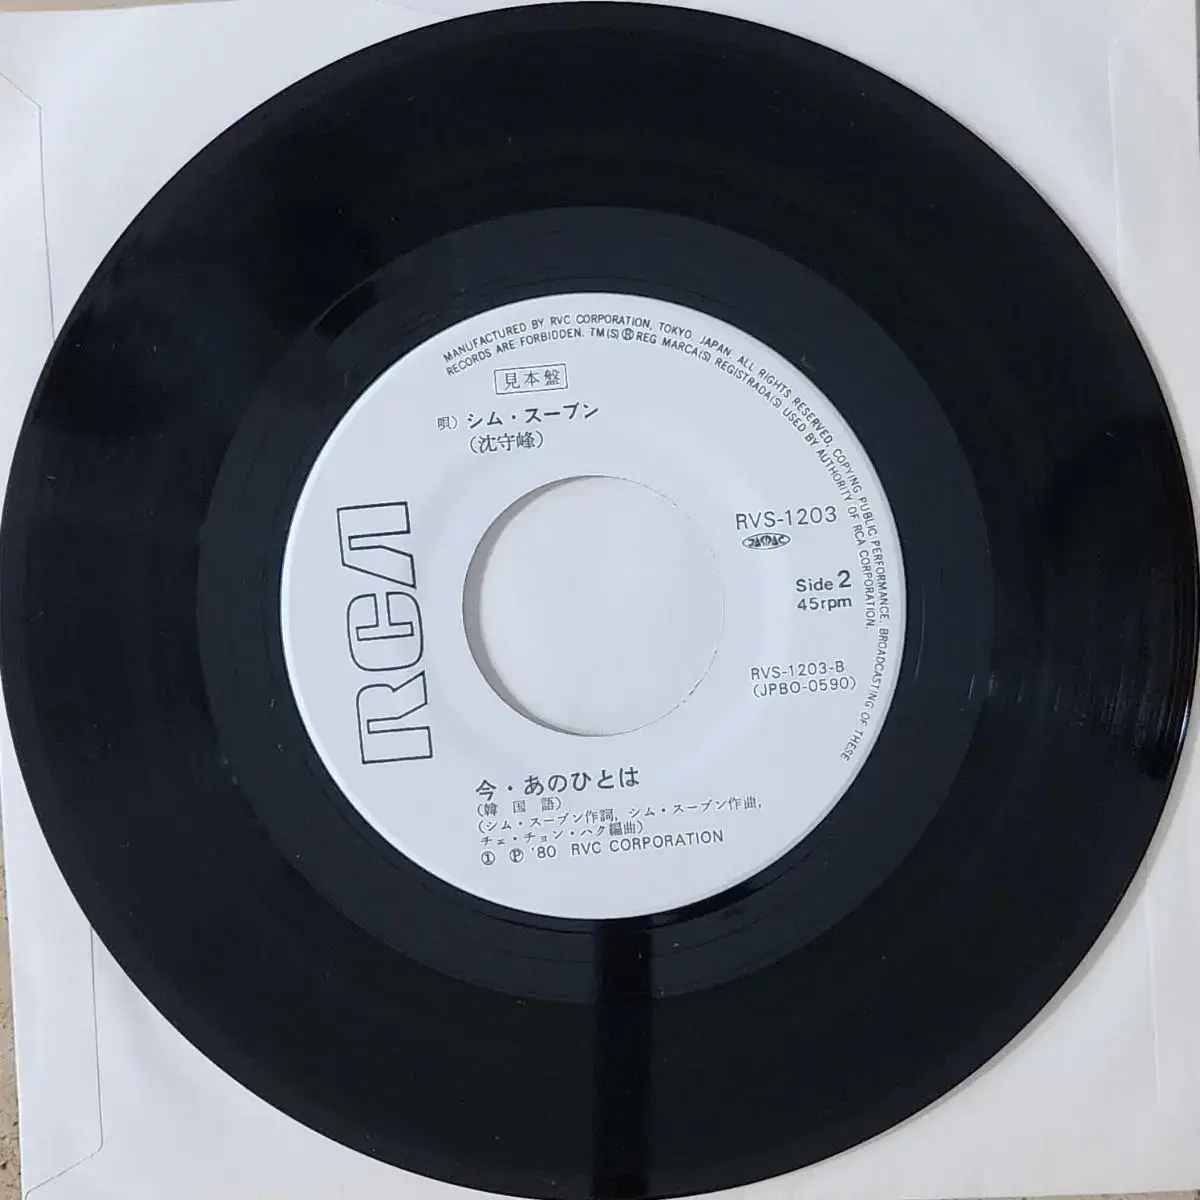 MANUFACTURED BY RVC CORPORATION, TOKYO, JAPAN. ALL RIGHTS RESERVED, COPYING PUBLIC PERFORMANCE, BROADCASTING OF THESE
RECORDS ARE FORBIDDEN. TM(S) ® REG MARCA(S) REGISTRADA(S) USED BY AUTHORITY OF RCA CORPORATION.
見本盤
唄) シム・スーブン
(沈守峰)
RCA
RVS-1203
JASRAC
Side 2
45rpm
RVS-1203-B
(JPBO-0590)
今・あのひとは
(韓国語)
(シム・スーブン作詞, シム・スーブン作曲,
チェ・チョン・ハク編曲)
① ℗ '80 RVC CORPORATION